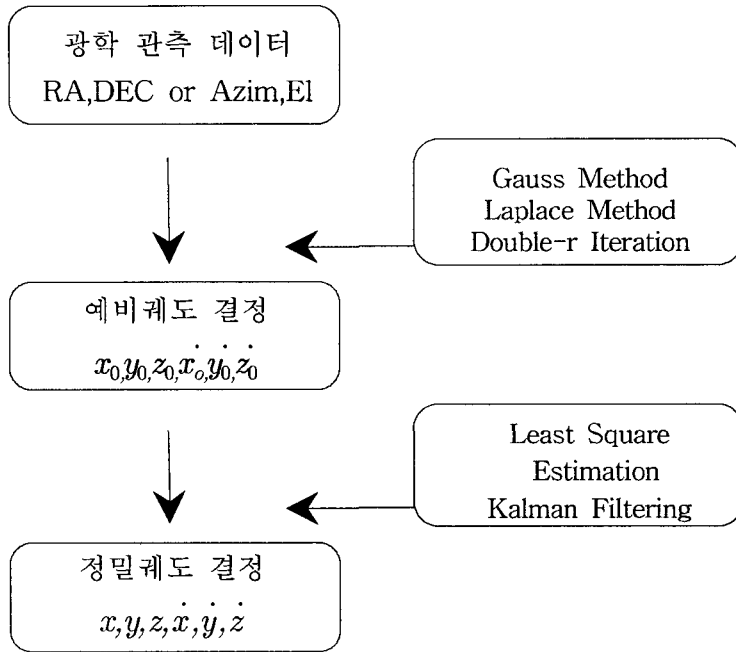 광학 관측 데이터
RA,DEC or Azim,El
Gauss Method
Laplace Method
Double-r Iteration
예비궤도 결정
x₀,y₀,z₀,ẋₒ,ẏ₀,ż₀
Least Square
Estimation
Kalman Filtering
정밀궤도 결정
x,y,z,ẋ,ẏ,ż